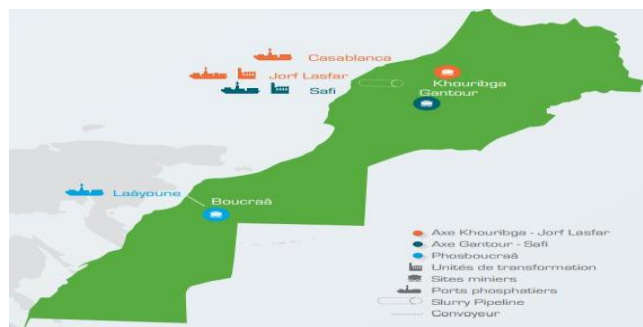 Casablanca
Jorf Lasfar
Safi
Khouribga
Gantour
Laâyoune
Boucraâ
Axe Khouribga - Jorf Lasfar
Axe Gantour - Safi
Phosboucraâ
Unités de transformation
Sites miniers
Ports phosphatiers
Slurry Pipeline
Convoyeur